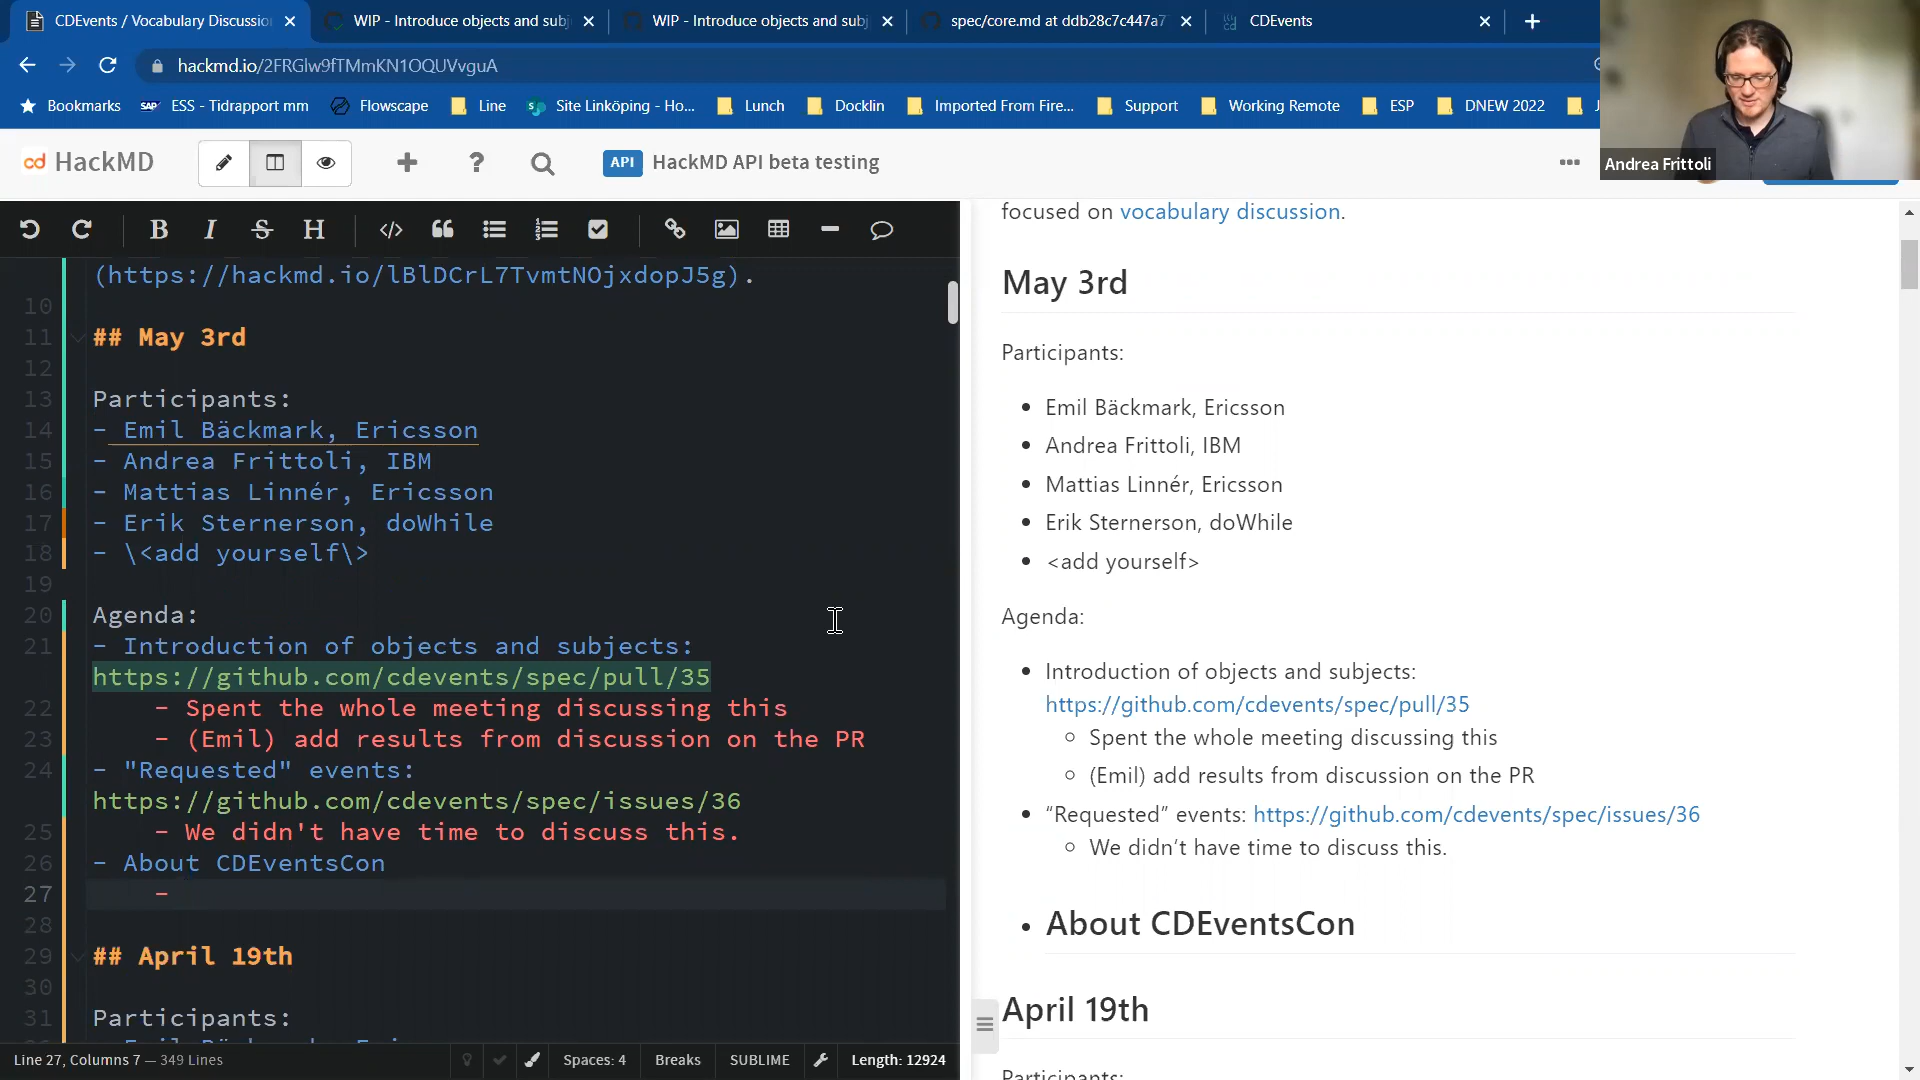 CDEvents / Vocabulary Discussio
WIP - Introduce objects and subj
WIP - Introduce objects and subj
spec/core.md at ddb28c7c447a7
CDEvents
hackmd.io/2FRGlw9fTMmKN1OQUVvguA
Bookmarks
ESS - Tidrapport mm
Flowscape
Line
Site Linköping - Ho...
Lunch
Docklin
Imported From Fire...
Support
Working Remote
ESP
DNEW 2022
Andrea Frittoli
HackMD
API
HackMD API beta testing
(https://hackmd.io/lBlDCrL7TvmtNOjxdopJ5g).
10
11 ## May 3rd
12
13 Participants:
14 - Emil Bäckmark, Ericsson
15 - Andrea Frittoli, IBM
16 - Mattias Linnér, Ericsson
17 - Erik Sternerson, doWhile
18 - \<add yourself\>
19
20 Agenda:
21 - Introduction of objects and subjects:
https://github.com/cdevents/spec/pull/35
22 - Spent the whole meeting discussing this
23 - (Emil) add results from discussion on the PR
24 - "Requested" events:
https://github.com/cdevents/spec/issues/36
25 - We didn't have time to discuss this.
26 - About CDEventsCon
27 -
28
29 ## April 19th
30
31 Participants:
Line 27, Columns 7 — 349 Lines
Spaces: 4
Breaks
SUBLIME
Length: 12924
focused on vocabulary discussion.
May 3rd
Participants:
• Emil Bäckmark, Ericsson
• Andrea Frittoli, IBM
• Mattias Linnér, Ericsson
• Erik Sternerson, doWhile
• <add yourself>
Agenda:
• Introduction of objects and subjects:
https://github.com/cdevents/spec/pull/35
○ Spent the whole meeting discussing this
○ (Emil) add results from discussion on the PR
• “Requested” events: https://github.com/cdevents/spec/issues/36
○ We didn’t have time to discuss this.
• About CDEventsCon
April 19th
Participants: